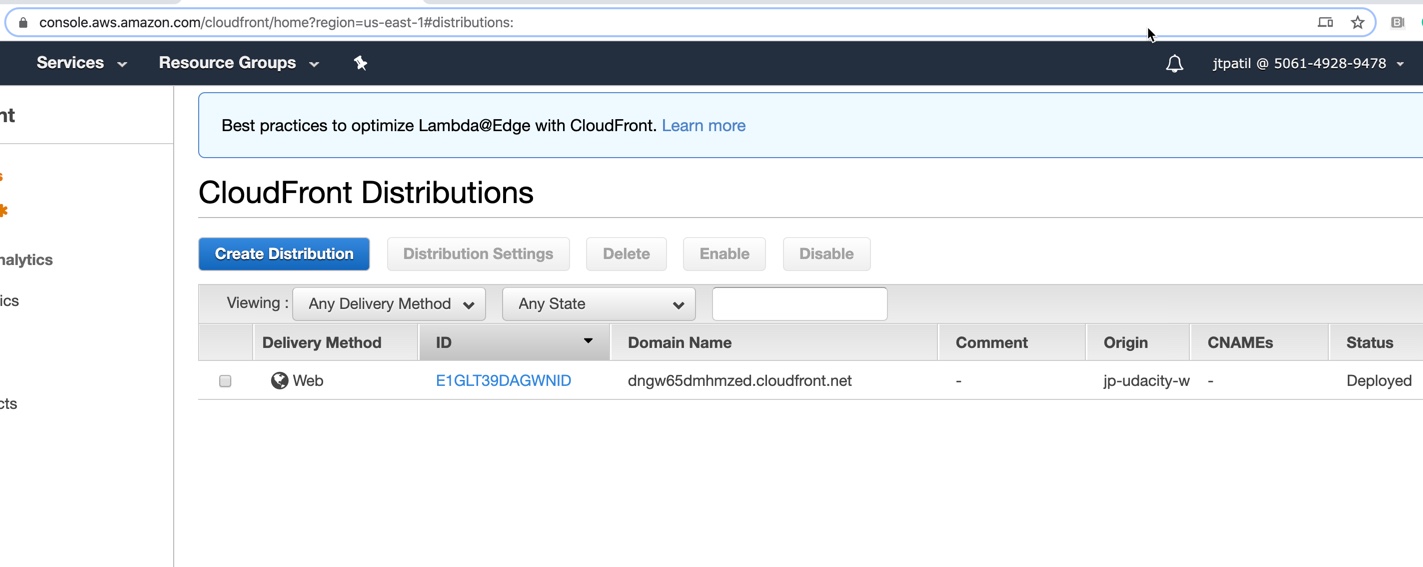 console.aws.amazon.com/cloudfront/home?region=us-east-1#distributions:
Services Resource Groups jtpatil @ 5061-4928-9478
nt
Best practices to optimize Lambda@Edge with CloudFront. Learn more
s
*
CloudFront Distributions
Create Distribution Distribution Settings Delete Enable Disable
nalytics
ics
cts
Viewing : Any Delivery Method Any State
Delivery Method ID Domain Name Comment Origin CNAMEs Status
Web E1GLT39DAGWNID dngw65dmhmzed.cloudfront.net - jp-udacity-w - Deployed